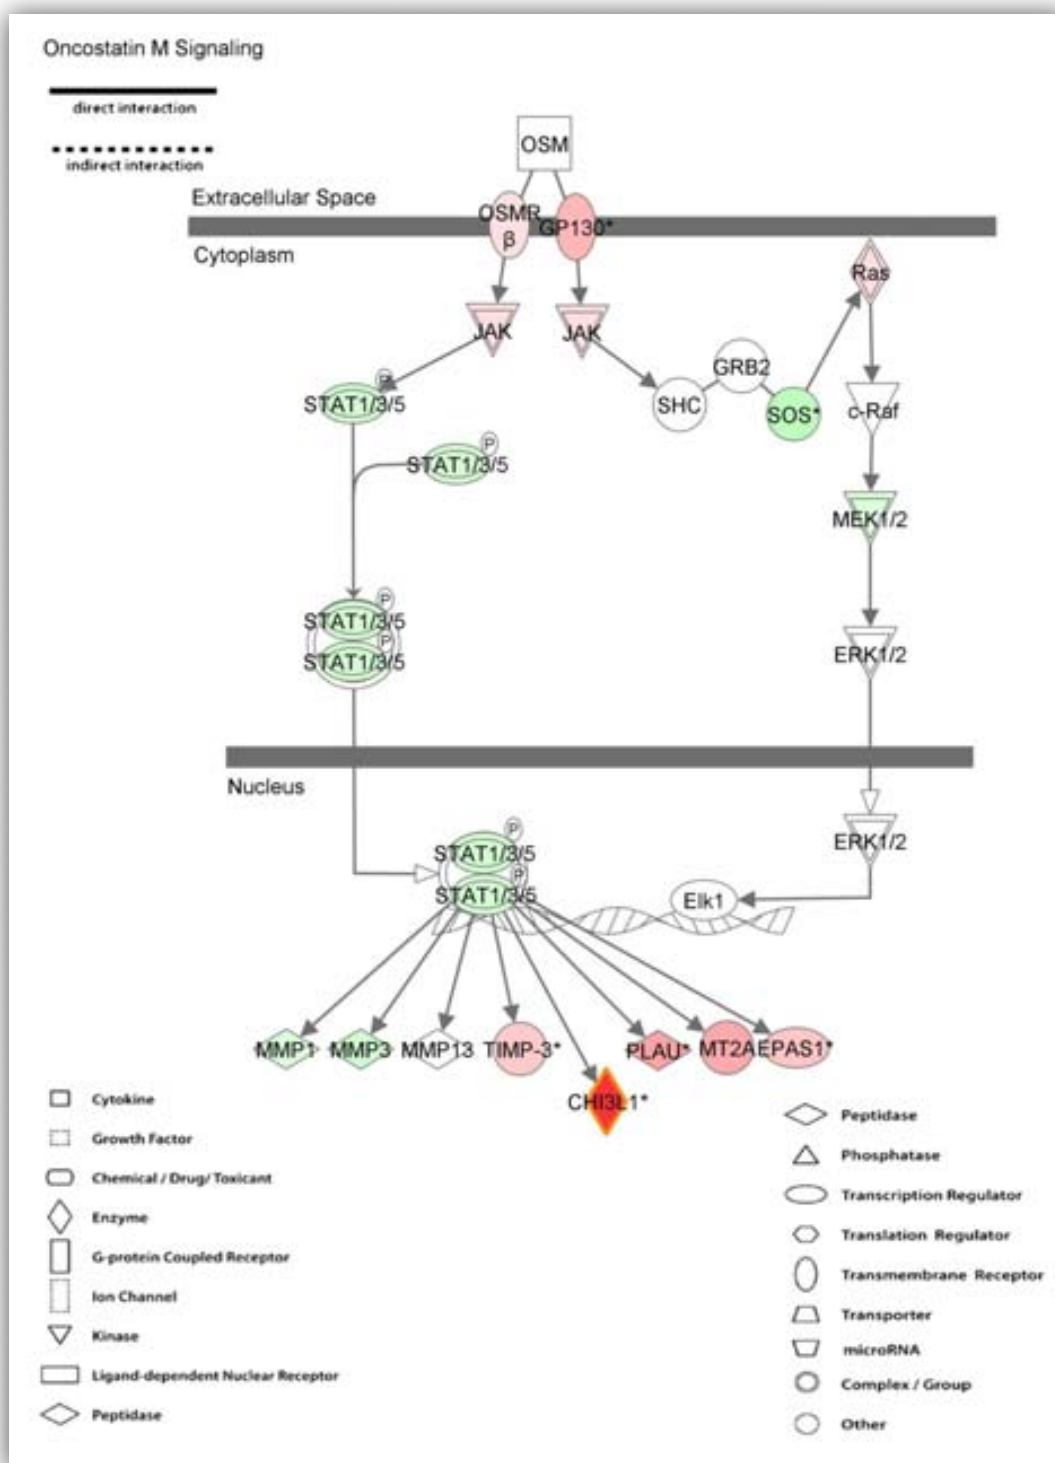 Oncostatin M Signaling
direct interaction
indirect interaction
OSM
Extracellular Space
OSMR β
GP130*
Cytoplasm
Ras
JAK
JAK
GRB2
STAT1/3/5
P
SHC
SOS*
c-Raf
STAT1/3/5
P
MEK1/2
STAT1/3/5
P
STAT1/3/5
P
ERK1/2
Nucleus
STAT1/3/5
P
STAT1/3/5
P
ERK1/2
Elk1
MMP1
MMP3
MMP13
TIMP-3*
PLAU*
MT2A
EPAS1*
CHI3L1*
Cytokine
Growth Factor
Chemical / Drug/ Toxicant
Enzyme
G-protein Coupled Receptor
Ion Channel
Kinase
Ligand-dependent Nuclear Receptor
Peptidase
Peptidase
Phosphatase
Transcription Regulator
Translation Regulator
Transmembrane Receptor
Transporter
microRNA
Complex / Group
Other